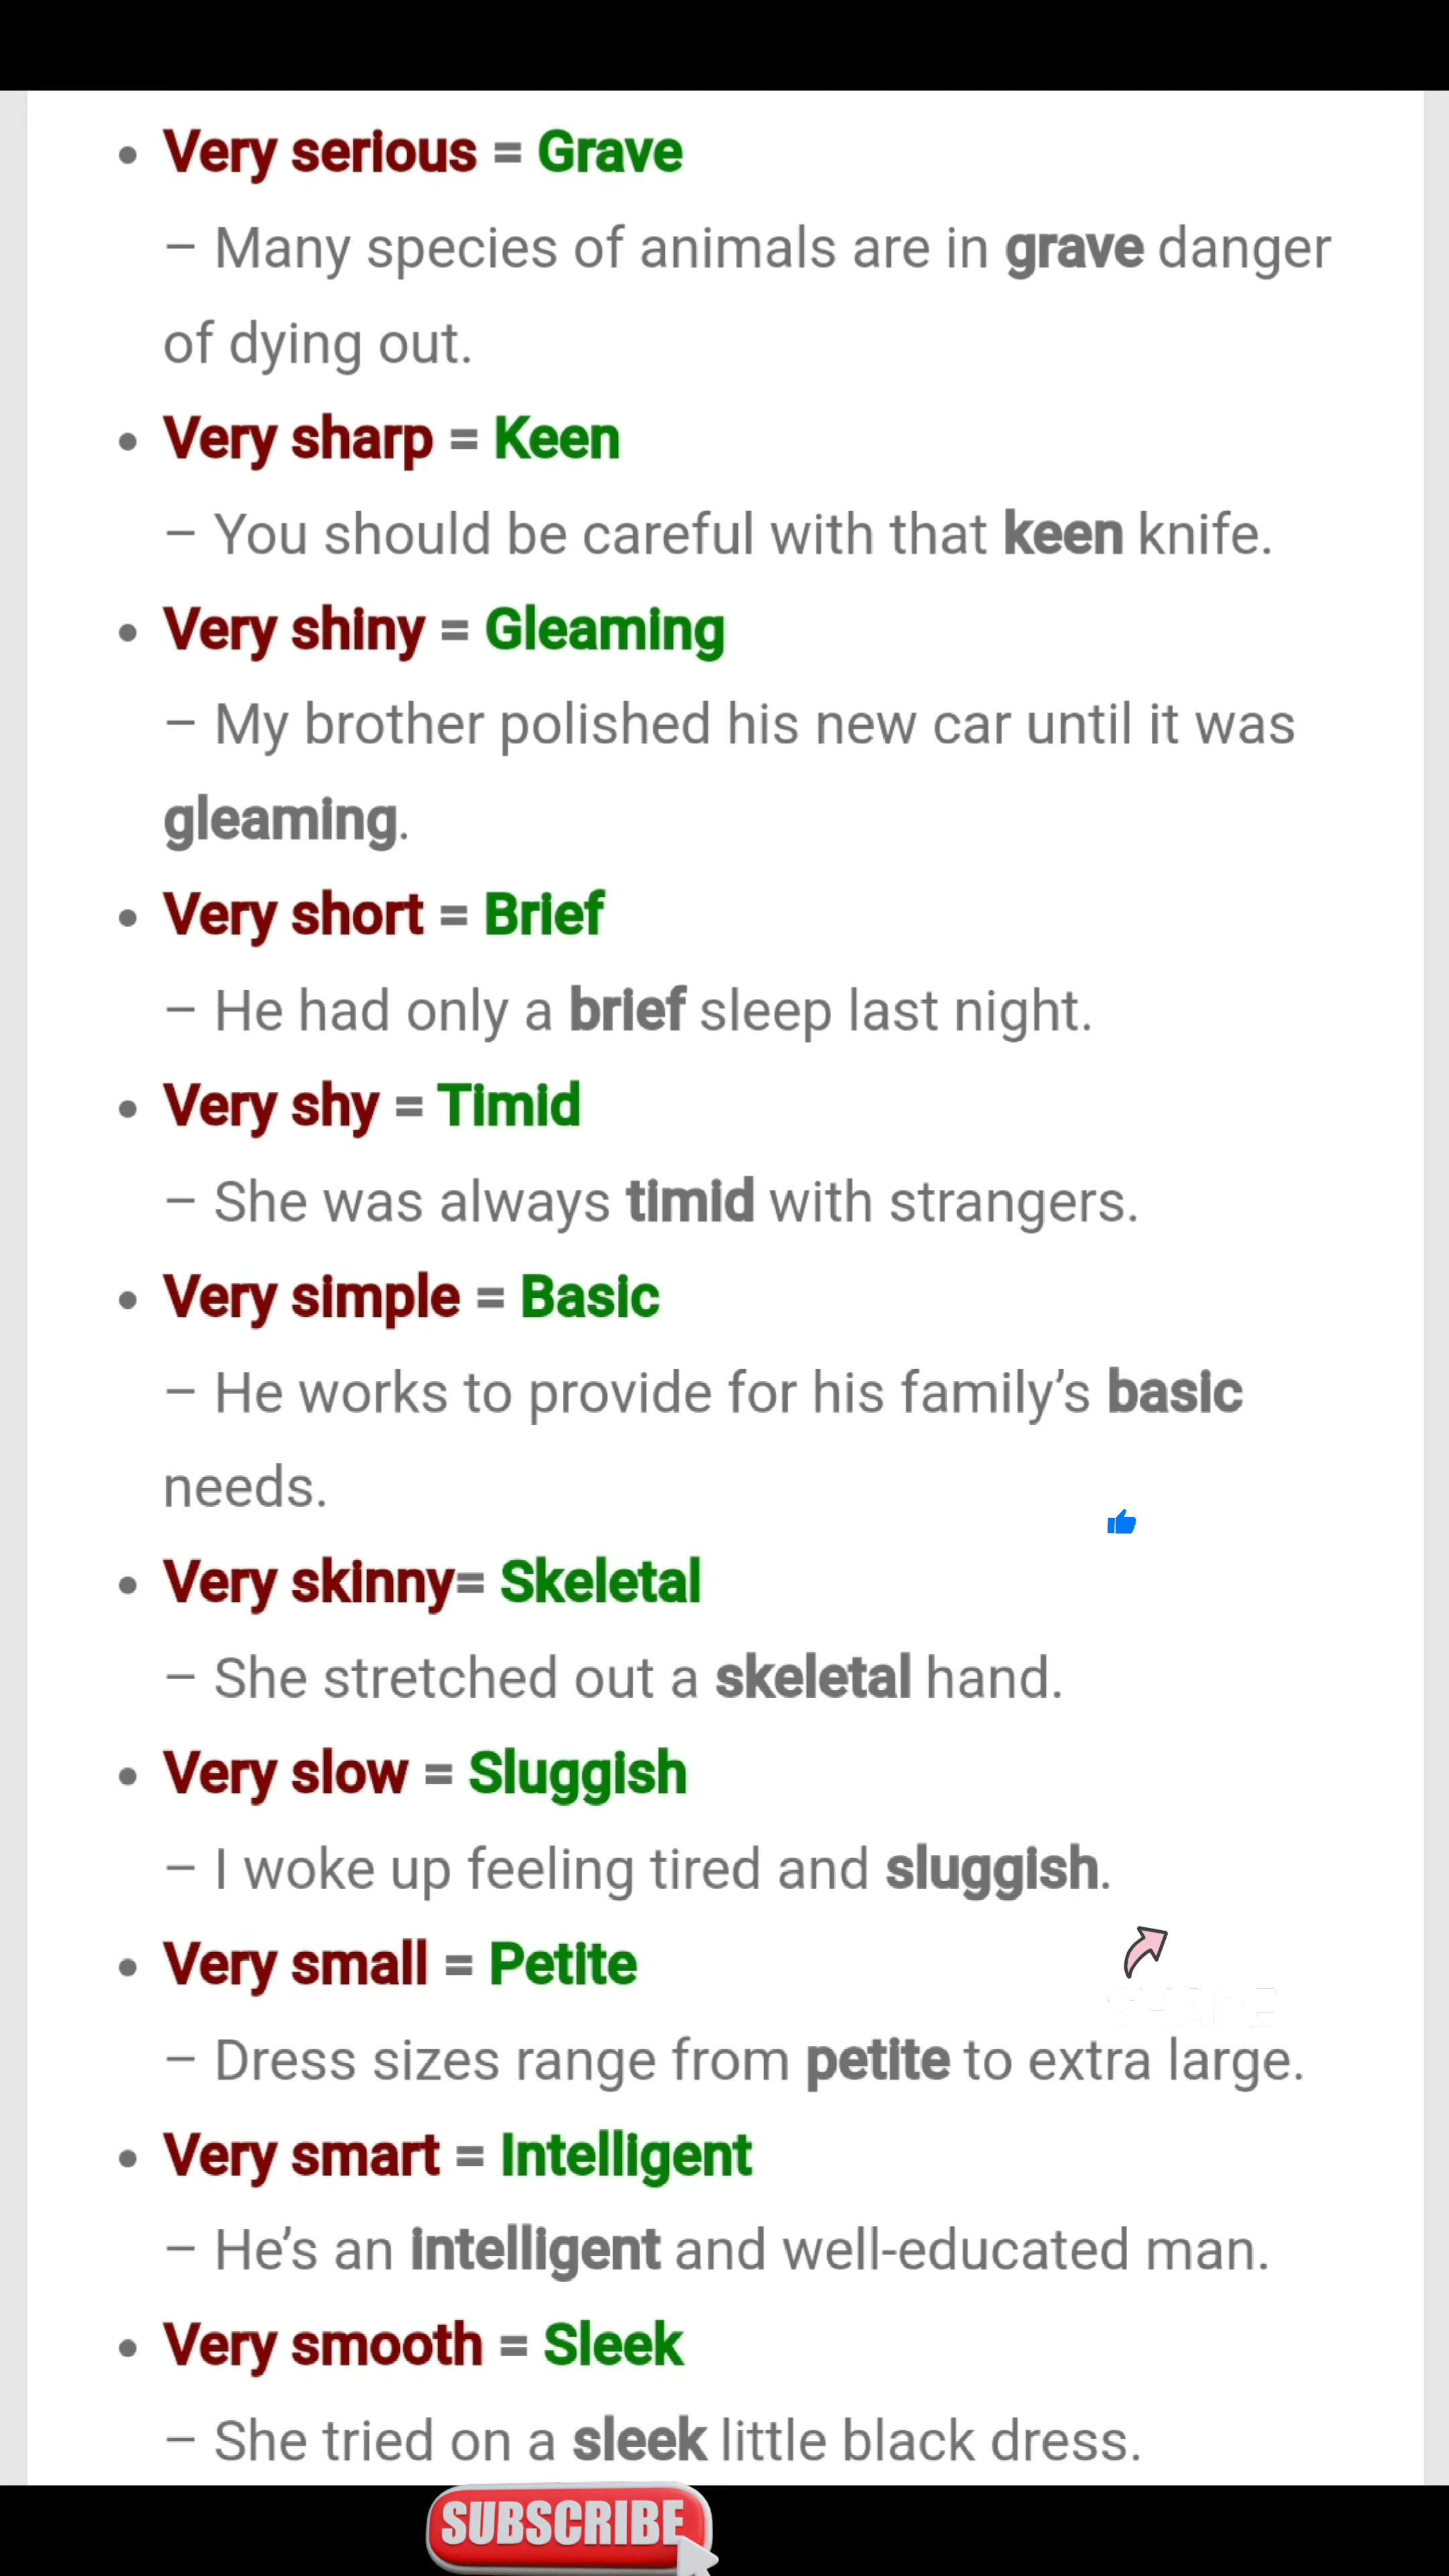 • Very serious = Grave
– Many species of animals are in grave danger
of dying out.
• Very sharp = Keen
– You should be careful with that keen knife.
• Very shiny = Gleaming
– My brother polished his new car until it was
gleaming.
• Very short = Brief
– He had only a brief sleep last night.
• Very shy = Timid
– She was always timid with strangers.
• Very simple = Basic
– He works to provide for his family’s basic
needs.
• Very skinny= Skeletal
– She stretched out a skeletal hand.
• Very slow = Sluggish
– I woke up feeling tired and sluggish.
• Very small = Petite
– Dress sizes range from petite to extra large.
• Very smart = Intelligent
– He’s an intelligent and well-educated man.
• Very smooth = Sleek
– She tried on a sleek little black dress.
SUBSCRIBE